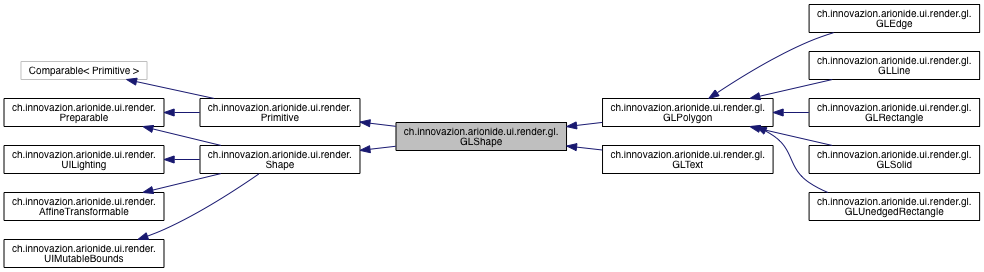 Comparable< Primitive >
ch.innovazion.arionide.ui.render.
Preparable
ch.innovazion.arionide.ui.render.
UILighting
ch.innovazion.arionide.ui.render.
AffineTransformable
ch.innovazion.arionide.ui.render.
UIMutableBounds
ch.innovazion.arionide.ui.render.
Primitive
ch.innovazion.arionide.ui.render.
Shape
ch.innovazion.arionide.ui.render.gl.
GLShape
ch.innovazion.arionide.ui.render.gl.
GLPolygon
ch.innovazion.arionide.ui.render.gl.
GLText
ch.innovazion.arionide.ui.render.gl.
GLEdge
ch.innovazion.arionide.ui.render.gl.
GLLine
ch.innovazion.arionide.ui.render.gl.
GLRectangle
ch.innovazion.arionide.ui.render.gl.
GLSolid
ch.innovazion.arionide.ui.render.gl.
GLUnedgedRectangle